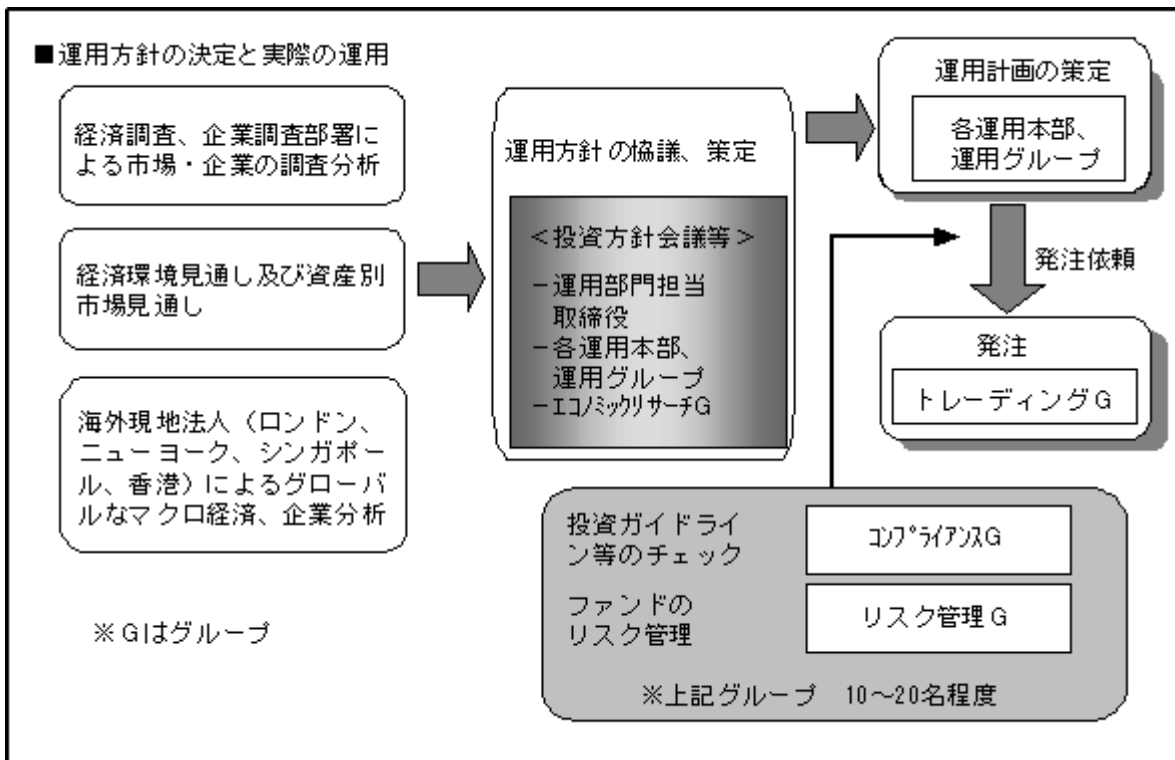 ■運用方針の決定と実際の運用
経済調査、企業調査部署に
よる市場・企業の調査分析
経済環境見通し及び資産別
市場見通し
海外現地法人（ロンドン、
ニューヨーク、シンガポー
ル、香港）によるグローバ
ルなマクロ経済、企業分析
※Gはグループ
運用方針の協議、策定
＜投資方針会議等＞
－運用部門担当
取締役
－各運用本部、
運用グループ
－ｴｺﾉﾐｯｸﾘｻｰﾁG
運用計画の策定
各運用本部、
運用グループ
発注依頼
発注
トレーディングG
投資ガイドライ
ン等のチェック
ｺﾝﾌﾟﾗｲｱﾝｽG
ファンドの
リスク管理
リスク管理G
※上記グループ　10～20名程度